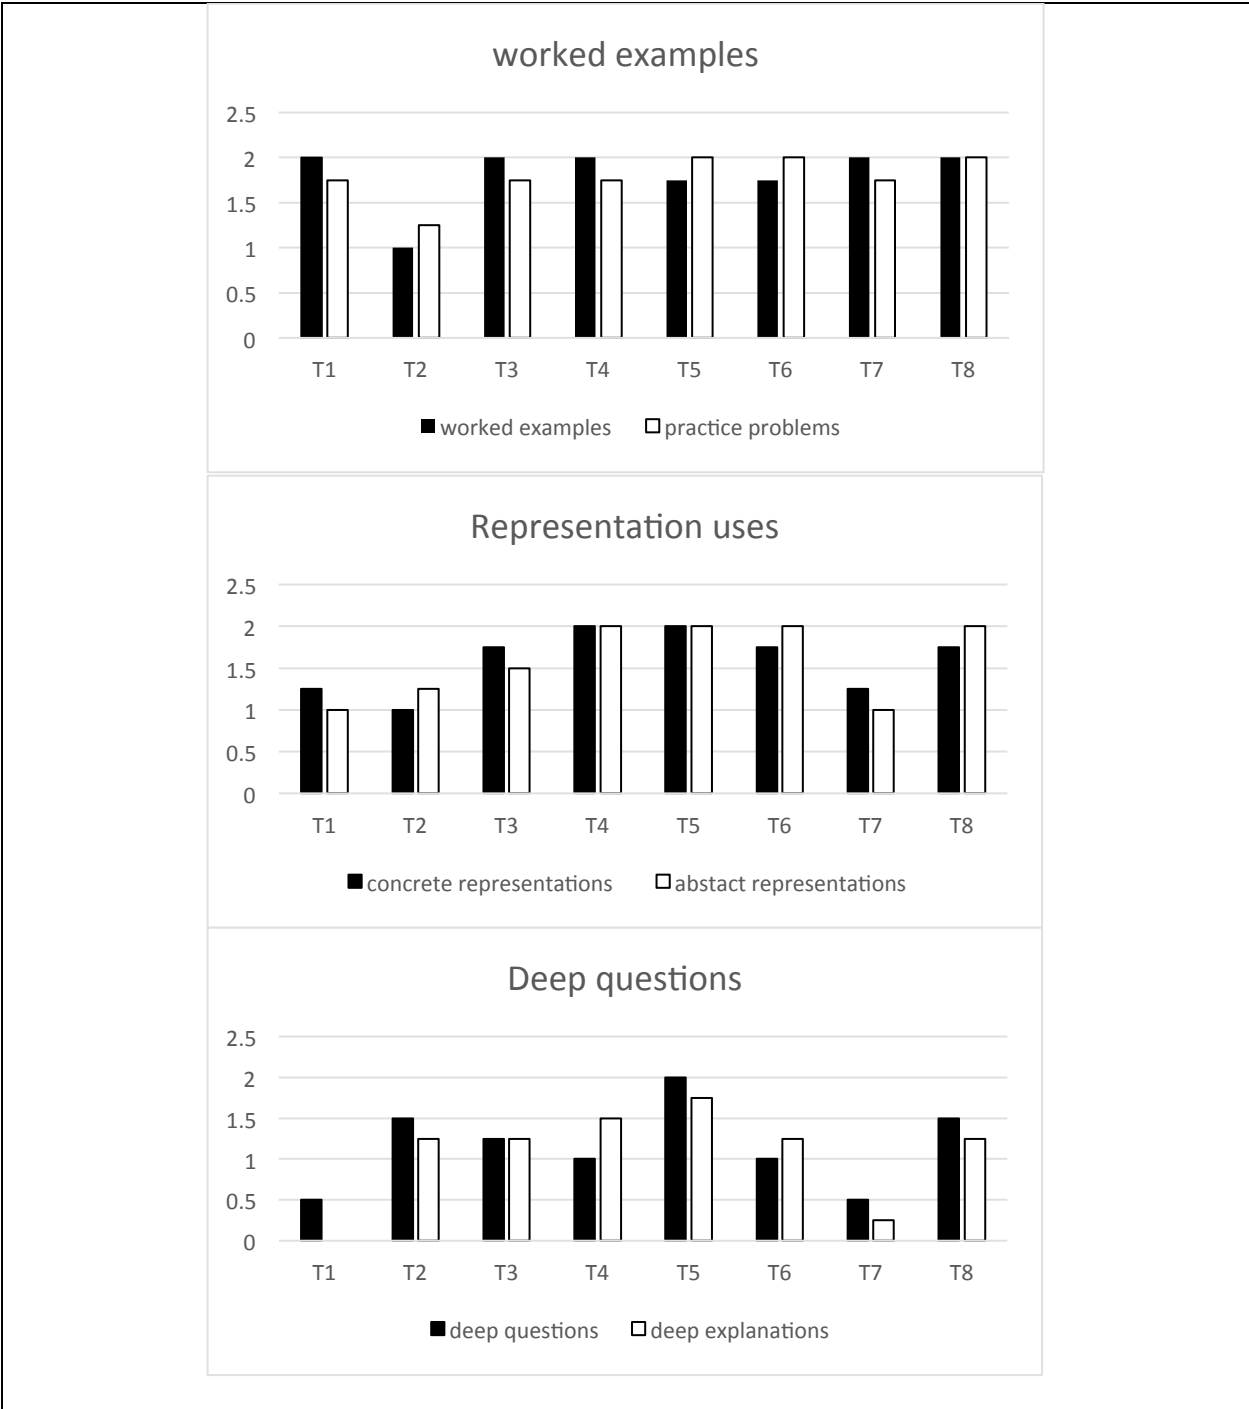 worked examples
2.5
2
1.5
1
0.5
0
T1 T2 T3 T4 T5 T6 T7 T8
worked examples practice problems
Representation uses
2.5
2
1.5
1
0.5
0
T1 T2 T3 T4 T5 T6 T7 T8
concrete representations abstact representations
Deep questions
2.5
2
1.5
1
0.5
0
T1 T2 T3 T4 T5 T6 T7 T8
deep questions deep explanations